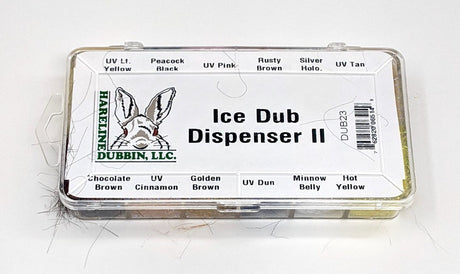 UV Lt.
Yellow
Peacock
Black
UV Pink
Rusty
Brown
Silver
Holo.
UV Tan
HARELINE
DUBBIN, LLC.
Ice Dub
Dispenser II
DUB23
Chocolate
Brown
UV
Cinnamon
Golden
Brown
UV Dun
Minnow
Belly
Hot
Yellow